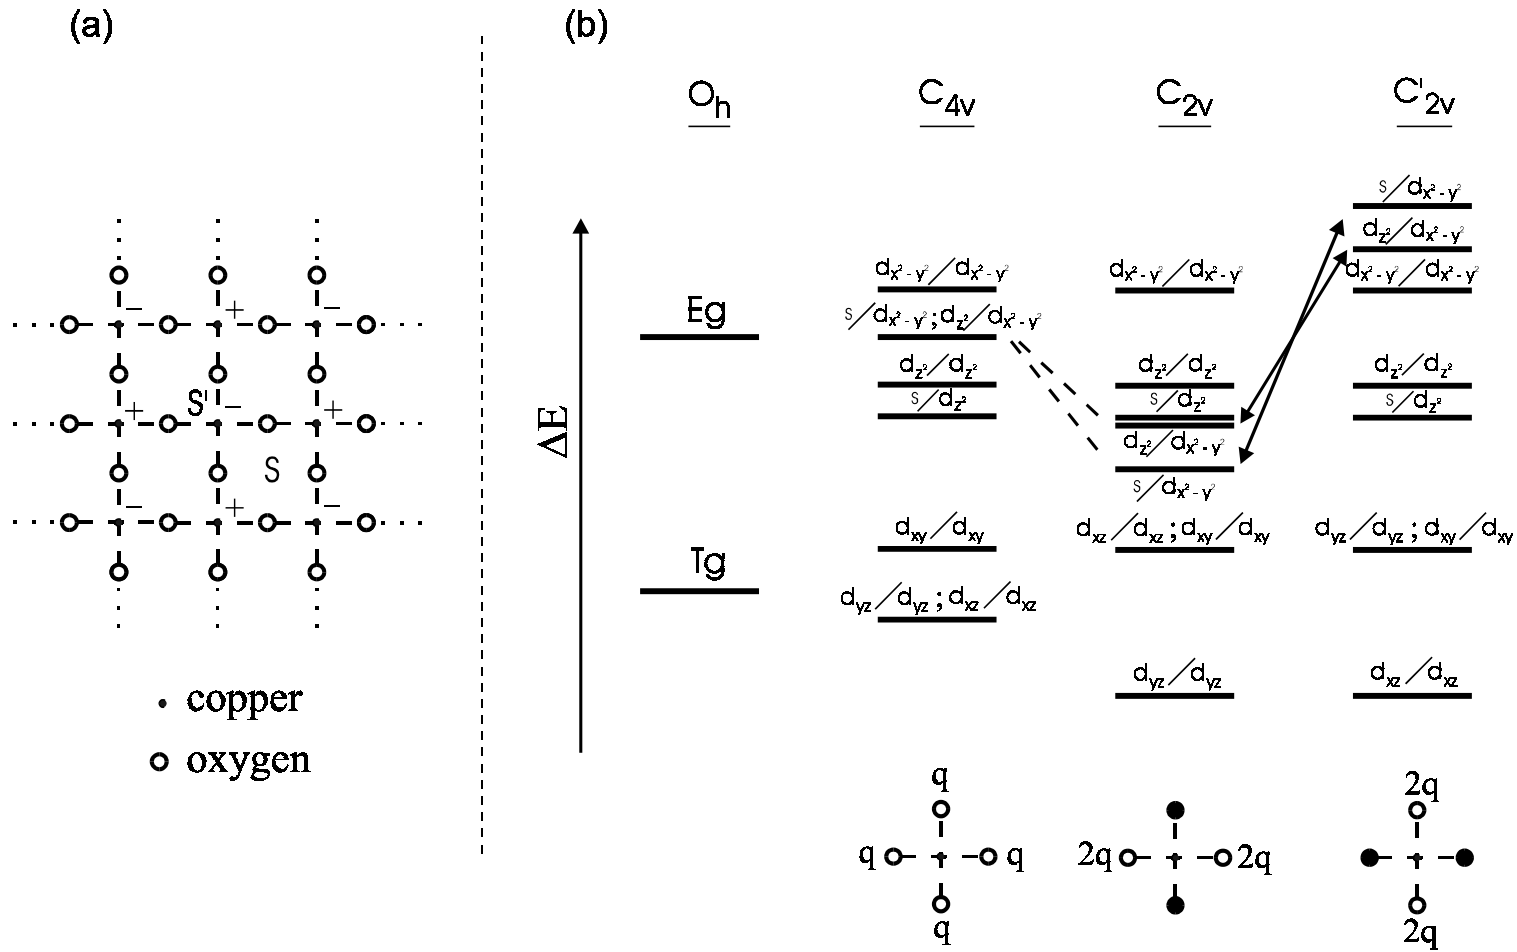 (a)
(b)
Oh
C4v
C2v
C'2v
− + −
+ S' − +
S
− + −
• copper
o oxygen
ΔE
Eg
Tg
dx²-y²/dx²-y²
s/dx²-y² ; dz²/dx²-y²
dz²/dz²
s/dz²
dxy/dxy
dyz/dyz ; dxz/dxz
dx²-y²/dx²-y²
dz²/dz²
s/dz²
dz²/dx²-y²
s/dx²-y²
dxz/dxz ; dxy/dxy
dyz/dyz
s/dx²-y²
dz²/dx²-y²
dx²-y²/dx²-y²
dz²/dz²
s/dz²
dyz/dyz ; dxy/dxy
dxz/dxz
q
q q
q
2q 2q
2q
2q